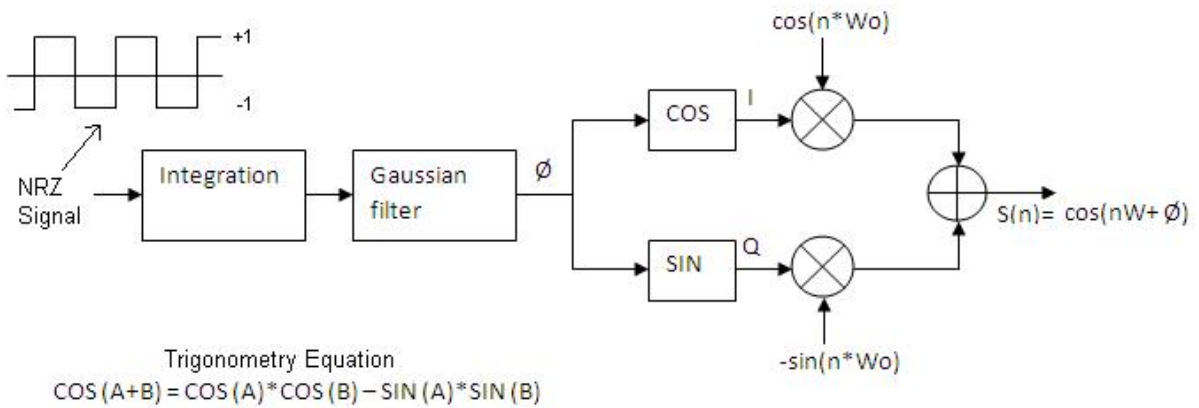 cos(n*Wo)
+1
-1
COS
I
NRZ
Signal
Integration
Gaussian
filter
Ø
S(n)= cos(nW+ Ø)
SIN
Q
-sin(n*Wo)
Trigonometry Equation
COS (A+B) = COS (A)*COS (B) – SIN (A)*SIN (B)